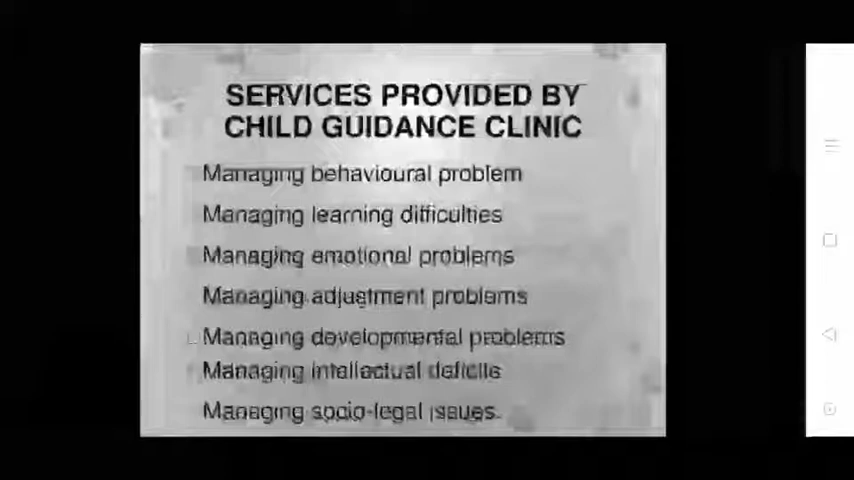 SERVICES PROVIDED BY
CHILD GUIDANCE CLINIC
Managing behavioural problem
Managing learning difficulties
Managing emotional problems
Managing adjustment problems
Managing developmental problems
Managing intellectual deficits
Managing socio-legal issues.